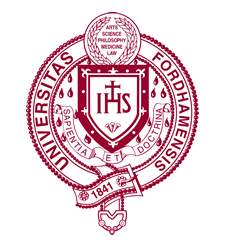 ARTS
SCIENCE
PHILOSOPHY
MEDICINE
LAW
UNIVERSITAS
FORDHAMENSIS
IHS
SAPIENTIA
ET
DOCTRINA
1841